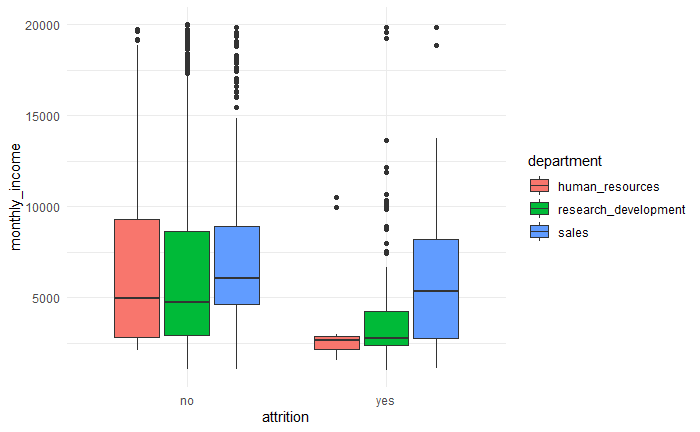 20000
15000
10000
5000
monthly_income
no
yes
attrition
department
human_resources
research_development
sales